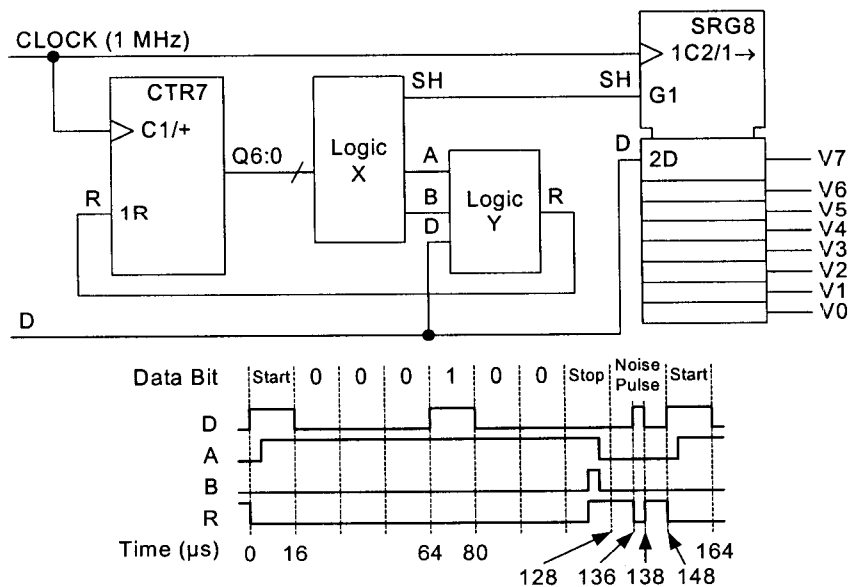 CLOCK (1 MHz)
SRG8
1C2/1→
CTR7
C1/+
SH
SH
G1
Q6:0
Logic
X
A
B
D
Logic
Y
R
R
1R
D
2D
V7
V6
V5
V4
V3
V2
V1
V0
D
Data Bit
Start
0
0
0
1
0
0
Stop
Noise
Pulse
Start
D
A
B
R
Time (µs)
0
16
64
80
128
136
138
148
164